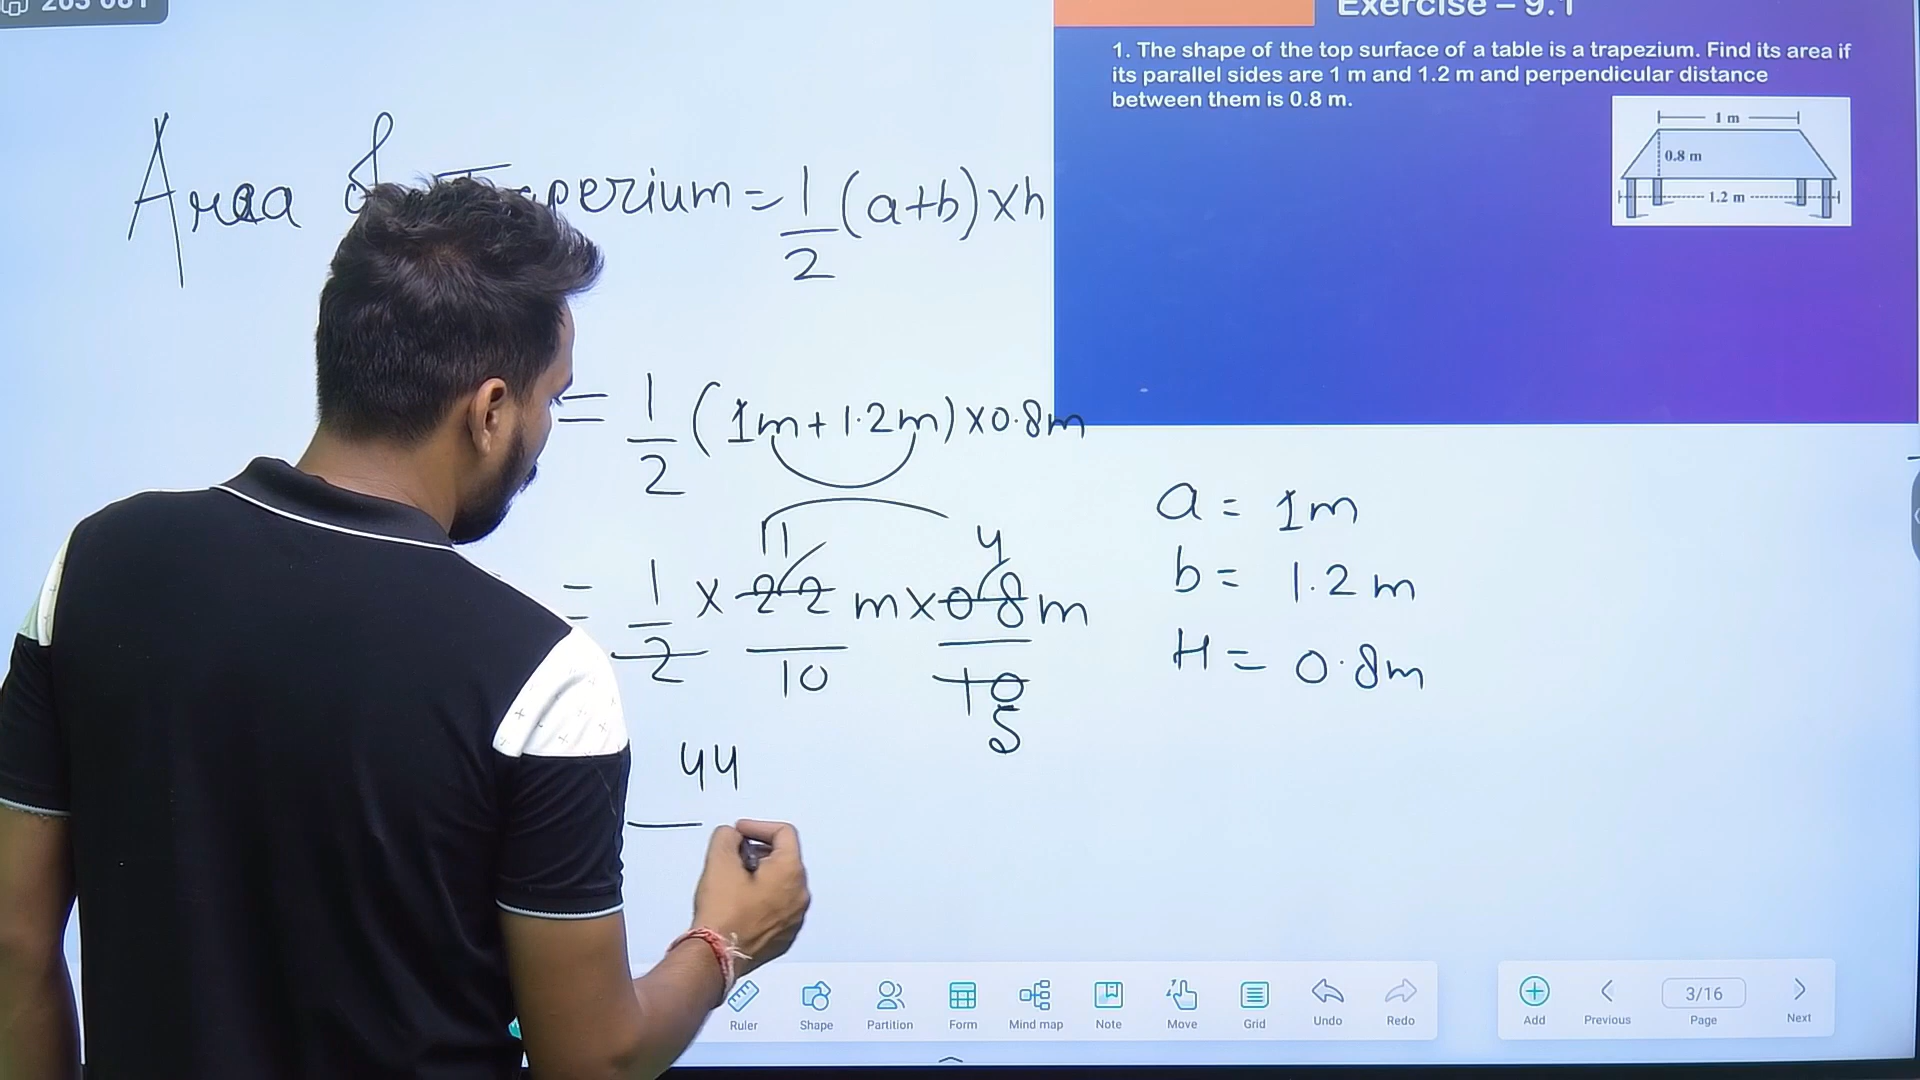 Exercise – 9.1
1. The shape of the top surface of a table is a trapezium. Find its area if
its parallel sides are 1 m and 1.2 m and perpendicular distance
between them is 0.8 m.
1 m
0.8 m
1.2 m
Area = 1/2 (a+b) x h
= 1/2 (1m + 1.2m) x 0.8m
11 4
= 1/2 x 22/10 m x 08/10 m
5
44
a = 1m
b = 1.2 m
H = 0.8m
Ruler Shape Partition Form Mind map Note Move Grid Undo Redo
Add Previous 3/16 Page Next